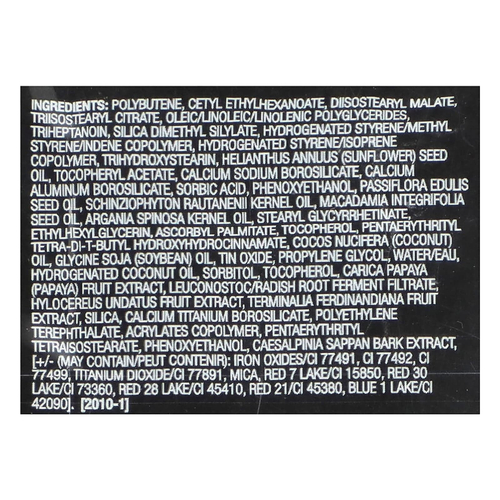 INGREDIENTS: POLYBUTENE, CETYL ETHYLHEXANOATE, DIISOSTEARYL MALATE,
TRIISOSTEARYL CITRATE, OLEIC/LINOLEIC/LINOLENIC POLYGLYCERIDES,
TRIHEPTANOIN, SILICA DIMETHYL SILYLATE, HYDROGENATED STYRENE/METHYL
STYRENE/INDENE COPOLYMER, HYDROGENATED STYRENE/ISOPRENE
COPOLYMER, TRIHYDROXYSTEARIN, HELIANTHUS ANNUUS (SUNFLOWER) SEED
OIL, TOCOPHERYL ACETATE, CALCIUM SODIUM BOROSILICATE, CALCIUM
ALUMINUM BOROSILICATE, SORBIC ACID, PHENOXYETHANOL, PASSIFLORA EDULIS
SEED OIL, SCHINZIOPHYTON RAUTANENII KERNEL OIL, MACADAMIA INTEGRIFOLIA
SEED OIL, ARGANIA SPINOSA KERNEL OIL, STEARYL GLYCYRRHETINATE,
ETHYLHEXYLGLYCERIN, ASCORBYL PALMITATE, TOCOPHEROL, PENTAERYTHRITYL
TETRA-DI-T-BUTYL HYDROXYHYDROCINNAMATE, COCOS NUCIFERA (COCONUT)
OIL, GLYCINE SOJA (SOYBEAN) OIL, TIN OXIDE, PROPYLENE GLYCOL, WATER/EAU,
HYDROGENATED COCONUT OIL, SORBITOL, TOCOPHEROL, CARICA PAPAYA
(PAPAYA) FRUIT EXTRACT, LEUCONOSTOC/RADISH ROOT FERMENT FILTRATE,
HYLOCEREUS UNDATUS FRUIT EXTRACT, TERMINALIA FERDINANDIANA FRUIT
EXTRACT, SILICA, CALCIUM TITANIUM BOROSILICATE, POLYETHYLENE
TEREPHTHALATE, ACRYLATES COPOLYMER, PENTAERYTHRITYL
TETRAISOSTEARATE, PHENOXYETHANOL, CAESALPINIA SAPPAN BARK EXTRACT,
[+/- (MAY CONTAIN/PEUT CONTENIR): IRON OXIDES/CI 77491, CI 77492, CI
77499, TITANIUM DIOXIDE/CI 77891, MICA, RED 7 LAKE/CI 15850, RED 30
LAKE/CI 73360, RED 28 LAKE/CI 45410, RED 21/CI 45380, BLUE 1 LAKE/CI
42090]. [2010-1]